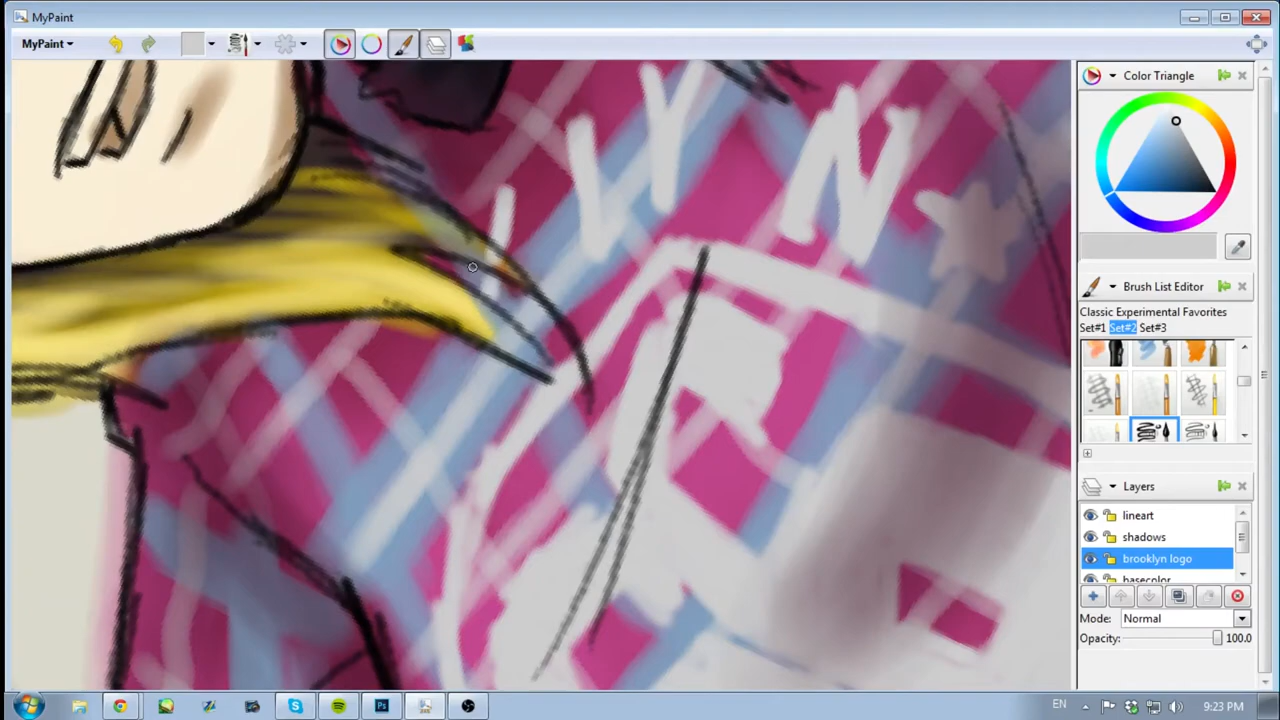 MyPaint
MyPaint
Color Triangle
Brush List Editor
Classic Experimental Favorites
Set#1 Set#2 Set#3
Layers
lineart
shadows
brooklyn logo
basecolor
Mode: Normal
Opacity: 100.0
LYN
EN
9:23 PM